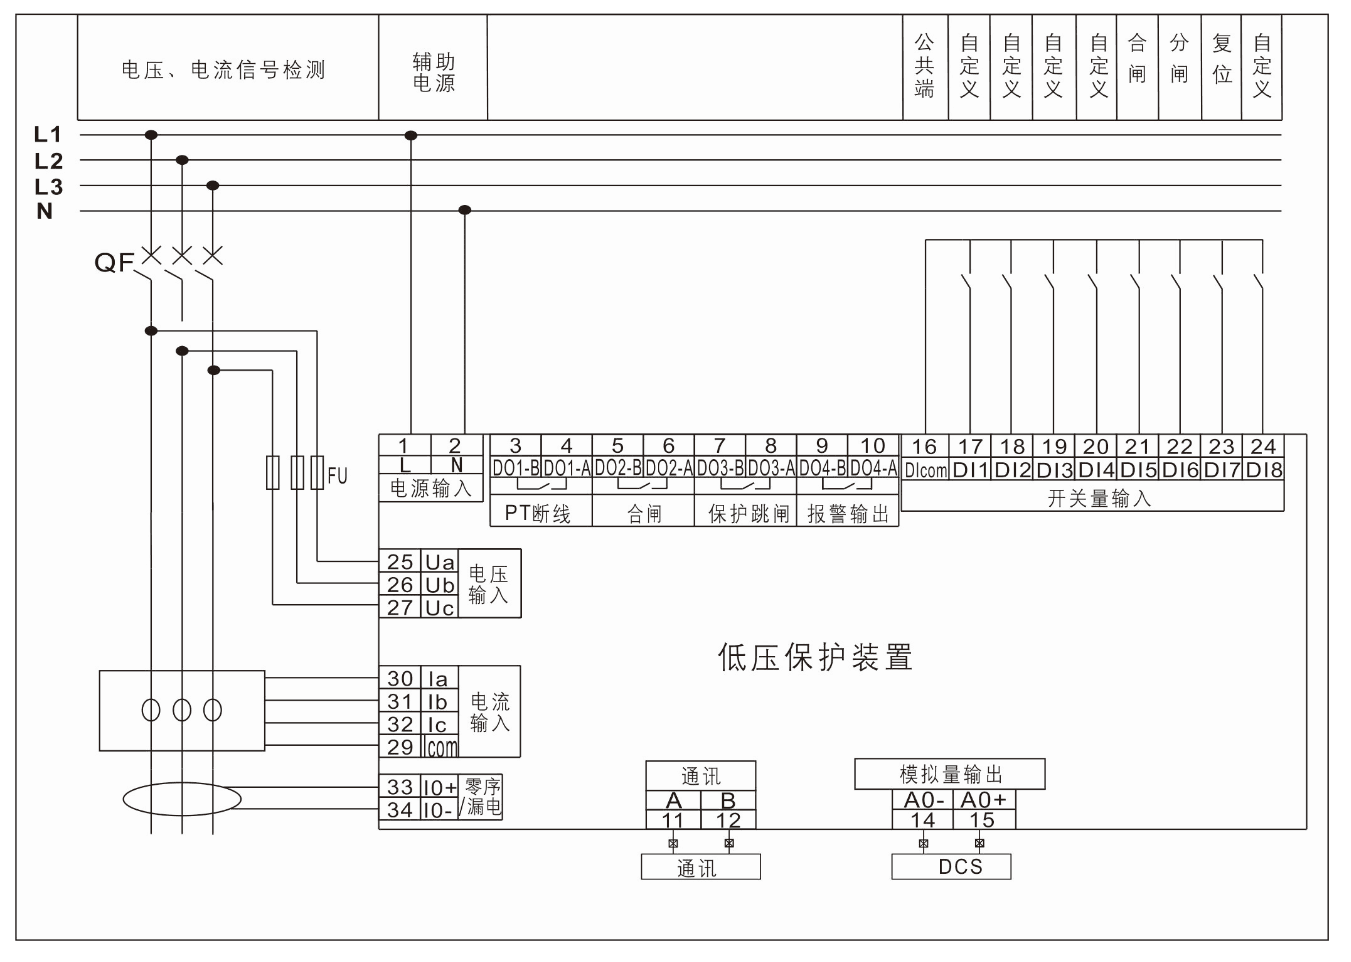 电压、电流信号检测
辅助
电源
公共端
自定义
自定义
自定义
自定义
合闸
分闸
复位
自定义
L1
L2
L3
N
QF
FU
1 2
L N
电源输入
3 4 5 6 7 8 9 10
DO1-B DO1-A DO2-B DO2-A DO3-B DO3-A DO4-B DO4-A
PT断线 合闸 保护跳闸 报警输出
16 17 18 19 20 21 22 23 24
DIcom DI1 DI2 DI3 DI4 DI5 DI6 DI7 DI8
开关量输入
25 Ua
26 Ub
27 Uc
电压
输入
低压保护装置
30 Ia
31 Ib
32 Ic
29 Icom
电流
输入
33 I0+
34 I0-
零序
/漏电
通讯
A B
11 12
通讯
模拟量输出
A0- A0+
14 15
DCS